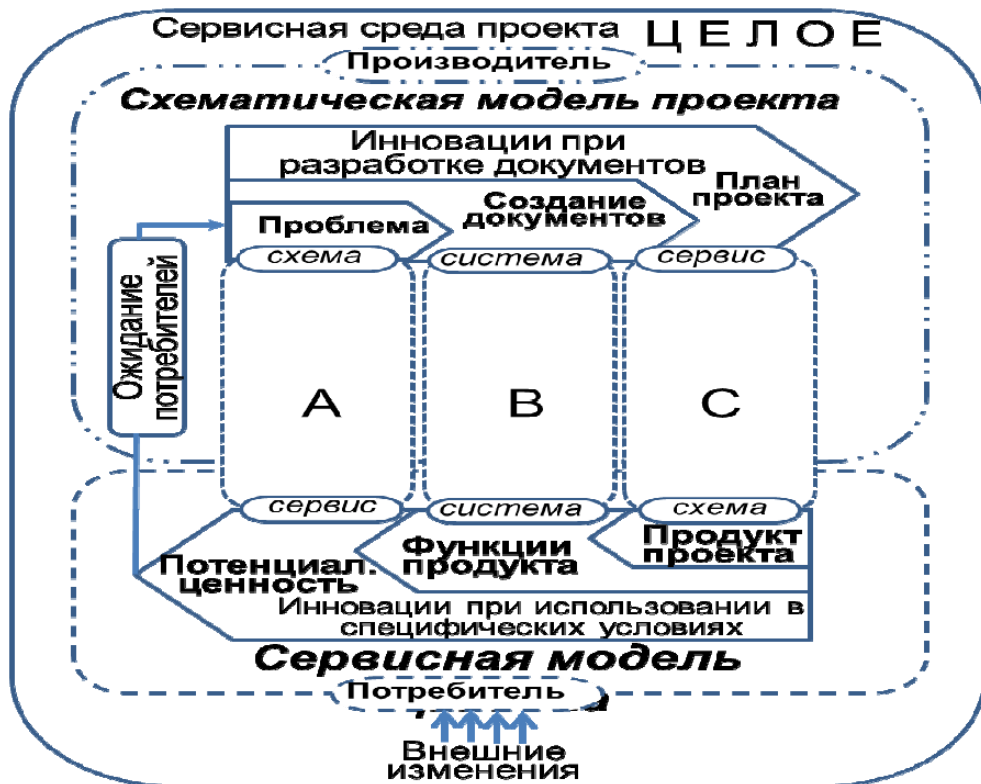 Сервисная среда проекта ЦЕЛОЕ
Производитель
Схематическая модель проекта
Инновации при
разработке документов
План
проекта
Создание
документов
Проблема
схема
система
сервис
Ожидание
потребителей
А
В
С
сервис
система
схема
Продукт
проекта
Функции
продукта
Потенциал.
ценность
Инновации при использовании в
специфических условиях
Сервисная модель
Потребитель
Внешние
изменения